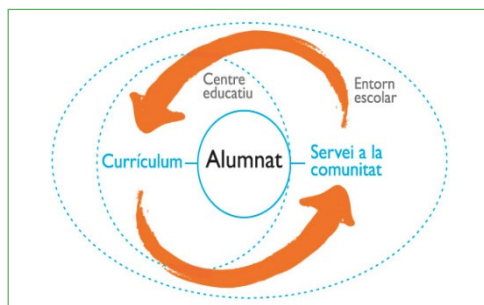 Centre
educatiu
Entorn
escolar
Currículum
Alumnat
Servei a la
comunitat